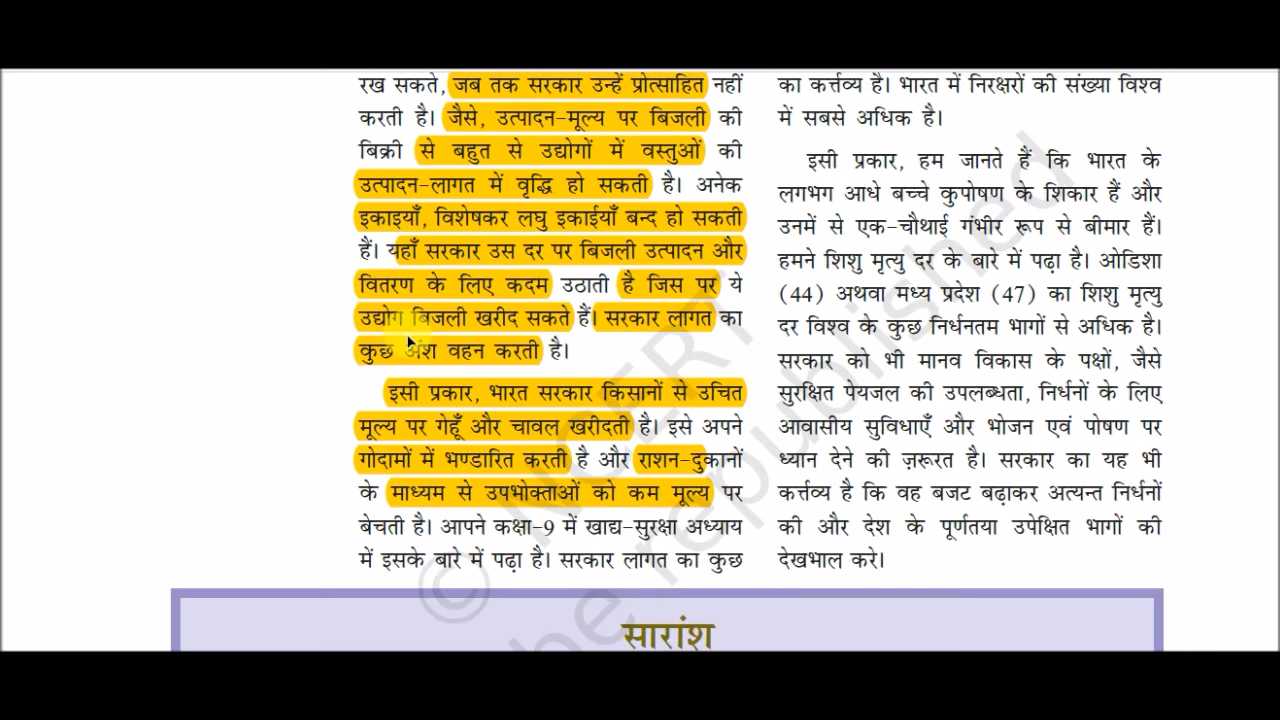 रख सकते, जब तक सरकार उन्हें प्रोत्साहित नहीं
करती है। जैसे, उत्पादन-मूल्य पर बिजली की
बिक्री से बहुत से उद्योगों में वस्तुओं की
उत्पादन-लागत में वृद्धि हो सकती है। अनेक
इकाइयाँ, विशेषकर लघु इकाईयाँ बन्द हो सकती
हैं। यहाँ सरकार उस दर पर बिजली उत्पादन और
वितरण के लिए कदम उठाती है जिस पर ये
उद्योग बिजली खरीद सकते हैं। सरकार लागत का
कुछ अंश वहन करती है।
इसी प्रकार, भारत सरकार किसानों से उचित
मूल्य पर गेहूँ और चावल खरीदती है। इसे अपने
गोदामों में भण्डारित करती है और राशन-दुकानों
के माध्यम से उपभोक्ताओं को कम मूल्य पर
बेचती है। आपने कक्षा-9 में खाद्य-सुरक्षा अध्याय
में इसके बारे में पढ़ा है। सरकार लागत का कुछ
का कर्त्तव्य है। भारत में निरक्षरों की संख्या विश्व
में सबसे अधिक है।
इसी प्रकार, हम जानते हैं कि भारत के
लगभग आधे बच्चे कुपोषण के शिकार हैं और
उनमें से एक-चौथाई गंभीर रूप से बीमार हैं।
हमने शिशु मृत्यु दर के बारे में पढ़ा है। ओडिशा
(44) अथवा मध्य प्रदेश (47) का शिशु मृत्यु
दर विश्व के कुछ निर्धनतम भागों से अधिक है।
सरकार को भी मानव विकास के पक्षों, जैसे
सुरक्षित पेयजल की उपलब्धता, निर्धनों के लिए
आवासीय सुविधाएँ और भोजन एवं पोषण पर
ध्यान देने की ज़रूरत है। सरकार का यह भी
कर्त्तव्य है कि वह बजट बढ़ाकर अत्यन्त निर्धनों
की और देश के पूर्णतया उपेक्षित भागों की
देखभाल करे।
सारांश
© NCERT
be republished